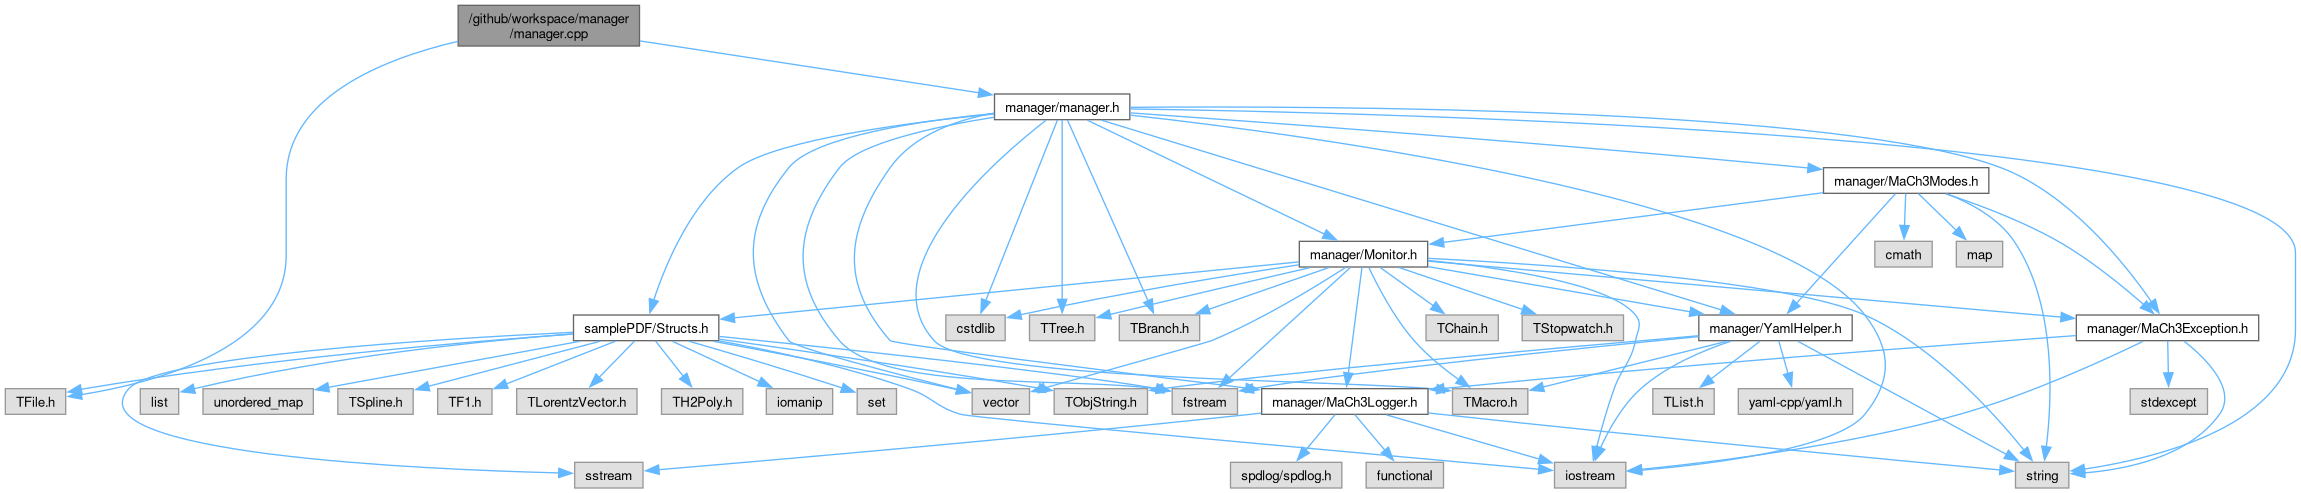 /github/workspace/manager
/manager.cpp
manager/manager.h
manager/MaCh3Modes.h
manager/Monitor.h
cmath
map
samplePDF/Structs.h
cstdlib
TTree.h
TBranch.h
TChain.h
TStopwatch.h
manager/YamlHelper.h
manager/MaCh3Exception.h
TFile.h
list
unordered_map
TSpline.h
TF1.h
TLorentzVector.h
TH2Poly.h
iomanip
set
vector
TObjString.h
fstream
manager/MaCh3Logger.h
TMacro.h
TList.h
yaml-cpp/yaml.h
stdexcept
sstream
spdlog/spdlog.h
functional
iostream
string